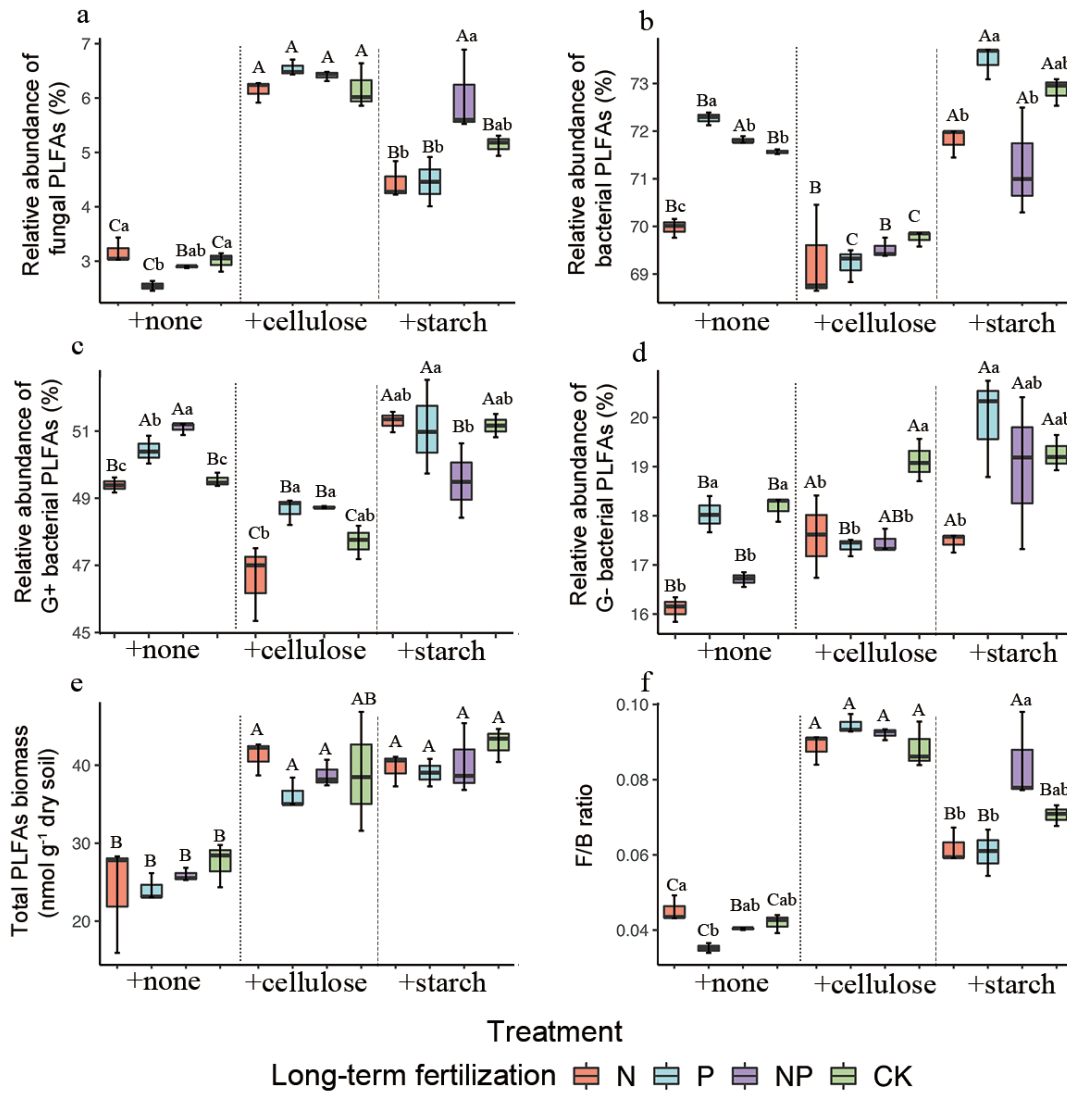 a
Relative abundance of
fungal PLFAs (%)
7
6
5
4
3
Ca
Cb
Bab
Ca
A
A
A
A
Bb
Bb
Aa
Bab
+none
+cellulose
+starch
b
Relative abundance of
bacterial PLFAs (%)
73
72
71
70
69
Bc
Ba
Ab
Bb
B
C
B
C
Ab
Aa
Ab
Aa
+none
+cellulose
+starch
c
Relative abundance of
G+ bacterial PLFAs (%)
51
49
47
45
Bc
Ab
Aa
Bc
Cb
Ba
Ba
Cab
Aab
Aa
Bb
Aab
+none
+cellulose
+starch
d
Relative abundance of
G- bacterial PLFAs (%)
20
19
18
17
16
Bb
Ba
Bb
Ba
Ab
Bb
ABb
Aa
Ab
Aa
Aab
Aab
+none
+cellulose
+starch
e
Total PLFAs biomass
(nmol g⁻¹ dry soil)
40
30
20
B
B
B
B
A
A
A
AB
A
A
A
A
+none
+cellulose
+starch
f
F/B ratio
0.10
0.08
0.06
0.04
Ca
Cb
Bab
Cab
A
A
A
A
Bb
Bb
Aa
Bab
+none
+cellulose
+starch
Treatment
Long-term fertilization N P NP CK